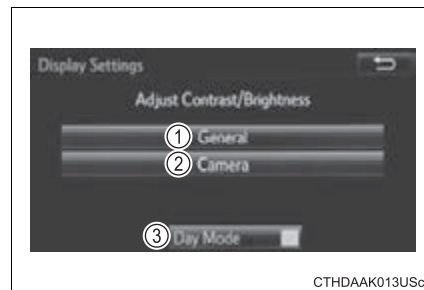 Display Settings
Adjust Contrast/Brightness
① General
② Camera
③ Day Mode
CTHDAAK013USc